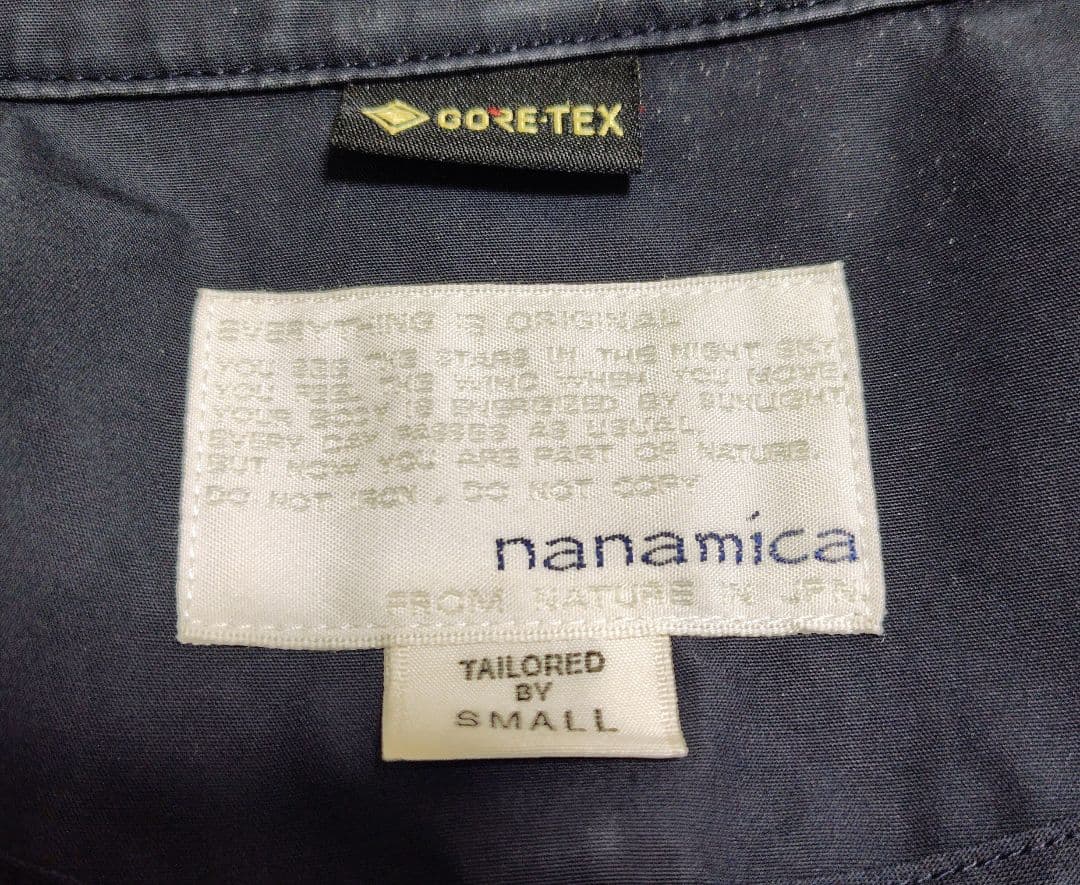 GORE-TEX
EVERYTHING IS ORIGINAL
YOU SEE THE STARS IN THE NIGHT SKY,
YOU FEEL THE WIND WHEN YOU MOVE,
YOUR BODY IS ENERGISED BY SUNLIGHT,
EVERY DAY PASSES AS USUAL,
BUT NOW YOU ARE PART OF NATURE.
DO NOT IRON . DO NOT COPY
nanamica
FROM NATURE IN JPN.
TAILORED
BY
SMALL